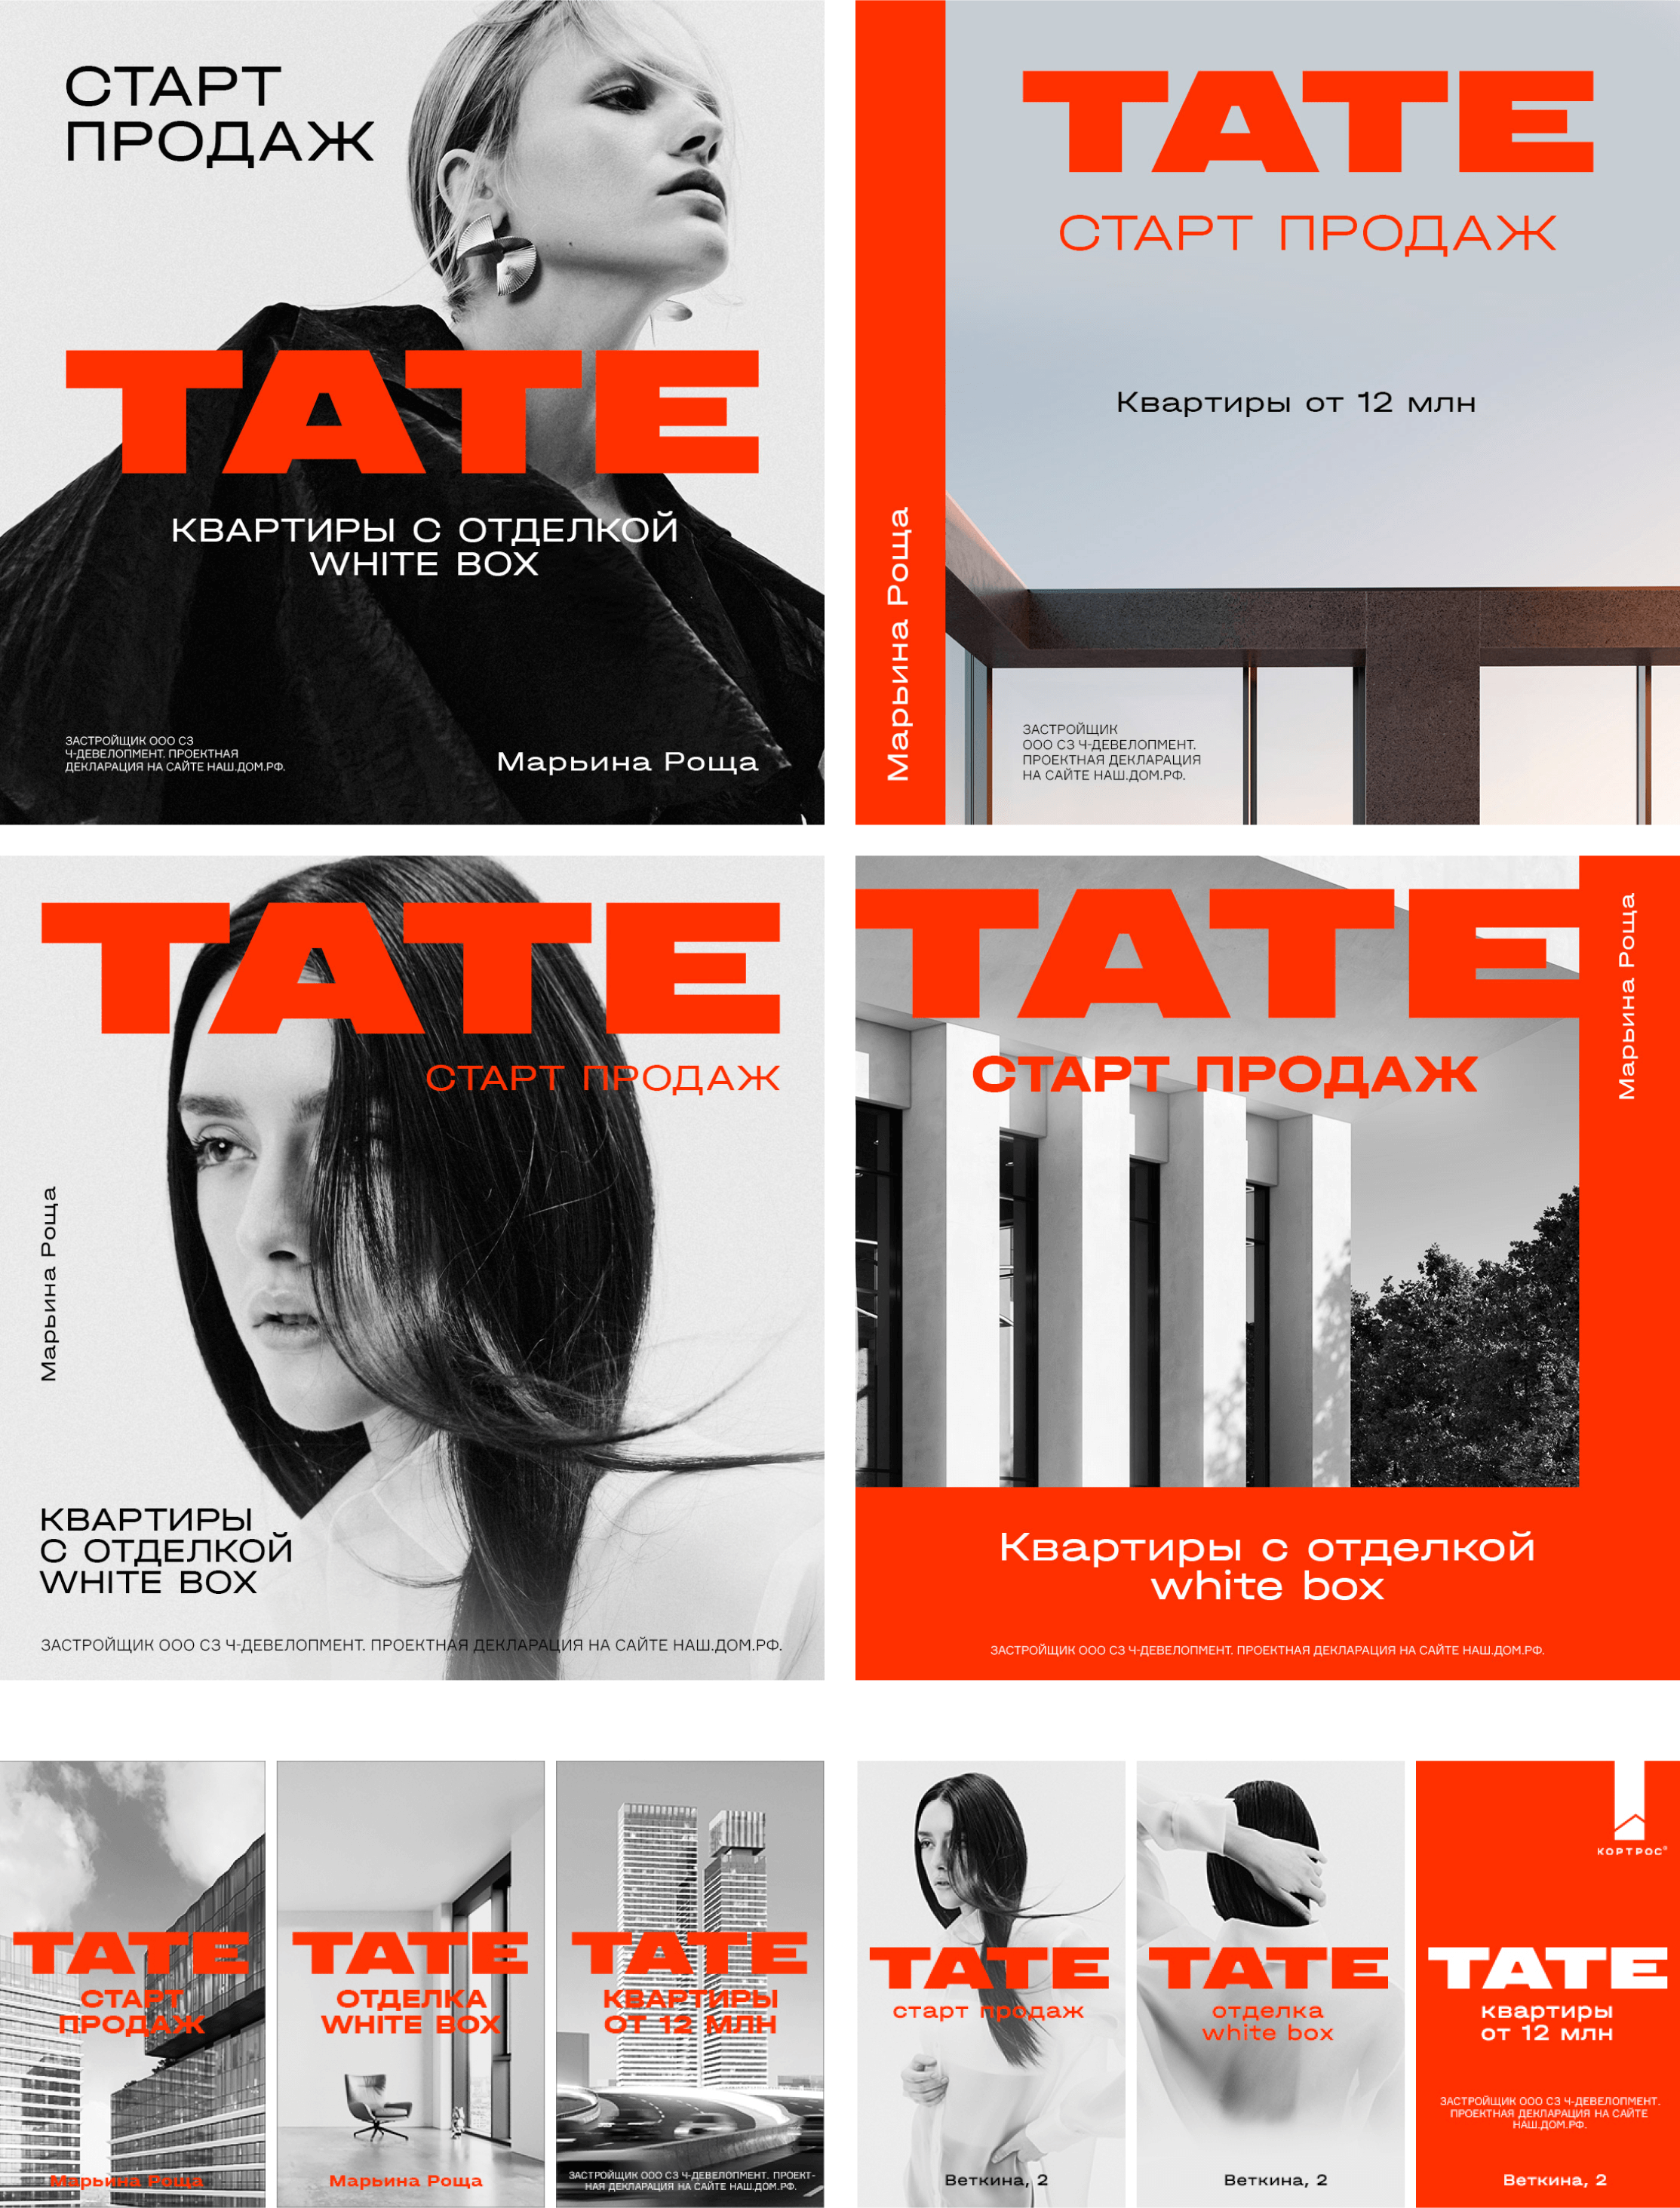 СТАРТ
ПРОДАЖ
TATE
КВАРТИРЫ С ОТДЕЛКОЙ
WHITE BOX
ЗАСТРОЙЩИК ООО СЗ
Ч-ДЕВЕЛОПМЕНТ. ПРОЕКТНАЯ
ДЕКЛАРАЦИЯ НА САЙТЕ НАШ.ДОМ.РФ.
Марьина Роща
TATE
СТАРТ ПРОДАЖ
Квартиры от 12 млн
Марьина Роща
ЗАСТРОЙЩИК
ООО СЗ Ч-ДЕВЕЛОПМЕНТ.
ПРОЕКТНАЯ ДЕКЛАРАЦИЯ
НА САЙТЕ НАШ.ДОМ.РФ.
TATE
СТАРТ ПРОДАЖ
Марьина Роща
КВАРТИРЫ
С ОТДЕЛКОЙ
WHITE BOX
ЗАСТРОЙЩИК ООО СЗ Ч-ДЕВЕЛОПМЕНТ. ПРОЕКТНАЯ ДЕКЛАРАЦИЯ НА САЙТЕ НАШ.ДОМ.РФ.
TATE
СТАРТ ПРОДАЖ
Марьина Роща
Квартиры с отделкой
white box
ЗАСТРОЙЩИК ООО СЗ Ч-ДЕВЕЛОПМЕНТ. ПРОЕКТНАЯ ДЕКЛАРАЦИЯ НА САЙТЕ НАШ.ДОМ.РФ.
TATE
СТАРТ
ПРОДАЖ
Марьина Роща
TATE
ОТДЕЛКА
WHITE BOX
Марьина Роща
TATE
КВАРТИРЫ
ОТ 12 МЛН
ЗАСТРОЙЩИК ООО СЗ Ч-ДЕВЕЛОПМЕНТ. ПРОЕКТ-
НАЯ ДЕКЛАРАЦИЯ НА САЙТЕ НАШ.ДОМ.РФ.
TATE
старт продаж
Веткина, 2
TATE
отделка
white box
Веткина, 2
КОРТРОС®
TATE
квартиры
от 12 млн
ЗАСТРОЙЩИК ООО СЗ Ч-ДЕВЕЛОПМЕНТ.
ПРОЕКТНАЯ ДЕКЛАРАЦИЯ НА САЙТЕ
НАШ.ДОМ.РФ.
Веткина, 2